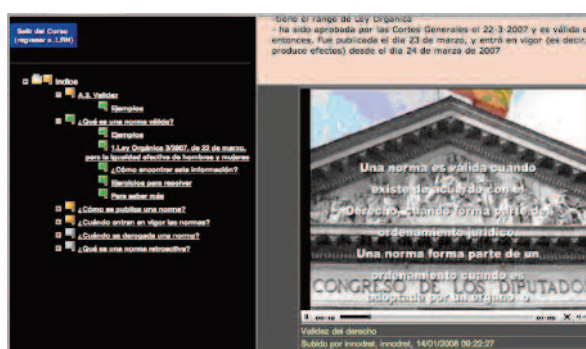 Salir del Curso
(regresar a .LRN)
Indice
A.2. Validez
Ejemplos
¿Qué es una norma válida?
Ejemplos
1.Ley Orgánica 3/2007, de 22 de marzo,
para la igualdad efectiva de hombres y mujeres
¿Cómo encontrar esta información?
Ejercicios para resolver
Para saber más
¿Cómo se publica una norma?
¿Cuándo entran en vigor las normas?
¿Cuándo se derogada una norma?
¿Qué es una norma retroactiva?
-tiene el rango de Ley Orgánica
- ha sido aprobada por las Cortes Generales el 22-3-2007 y es válida d
entonces. Fue publicada el día 23 de marzo, y entró en vigor (es decir,
produce efectos) desde el día 24 de marzo de 2007
Una norma es válida cuando
existe de acuerdo con el
Derecho, cuando forma parte de
ordenamiento jurídico.
Una norma forma parte de un
ordenamiento cuando es
adoptada por un órgano o
CONGRESO DE LOS DIPUTADO
Validez del derecho
Subido por innodret, innodret, 14/01/2008 09:22:27